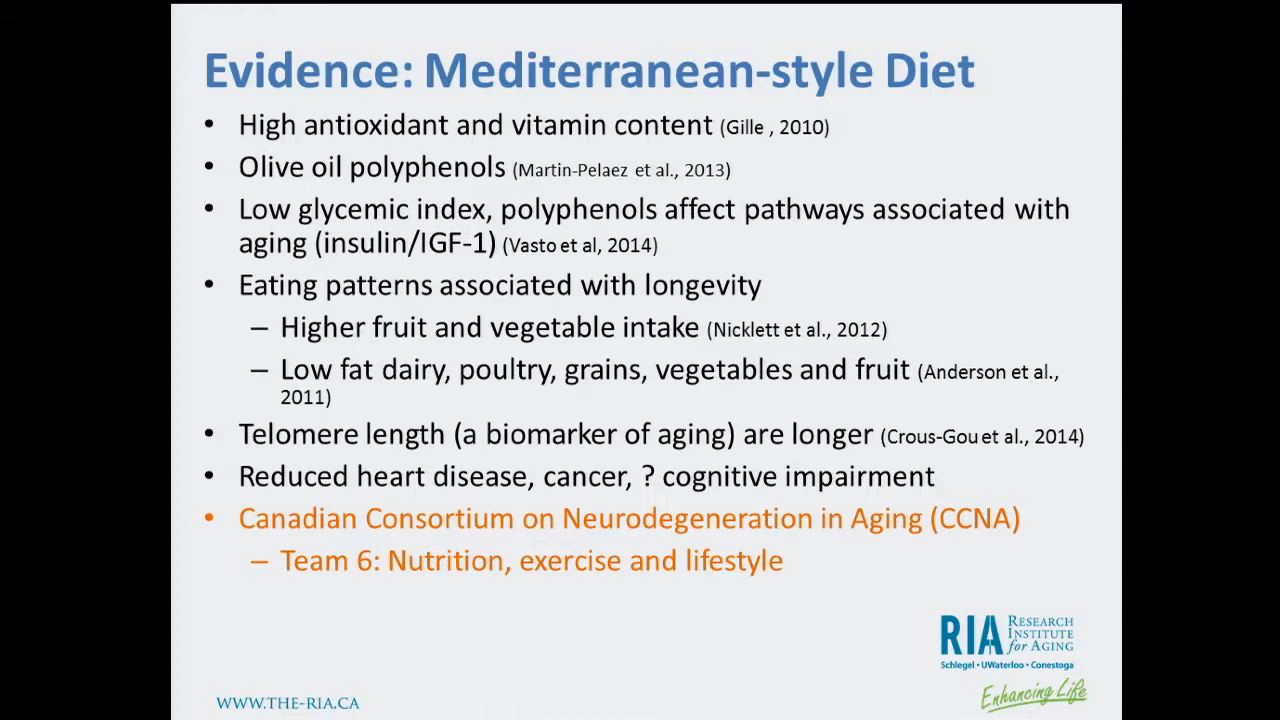 Evidence: Mediterranean-style Diet
• High antioxidant and vitamin content (Gille , 2010)
• Olive oil polyphenols (Martin-Pelaez et al., 2013)
• Low glycemic index, polyphenols affect pathways associated with
aging (insulin/IGF-1) (Vasto et al, 2014)
• Eating patterns associated with longevity
– Higher fruit and vegetable intake (Nicklett et al., 2012)
– Low fat dairy, poultry, grains, vegetables and fruit (Anderson et al.,
2011)
• Telomere length (a biomarker of aging) are longer (Crous-Gou et al., 2014)
• Reduced heart disease, cancer, ? cognitive impairment
• Canadian Consortium on Neurodegeneration in Aging (CCNA)
– Team 6: Nutrition, exercise and lifestyle
RIA RESEARCH
INSTITUTE
for AGING
Schlegel • UWaterloo • Conestoga
Enhancing Life
WWW.THE-RIA.CA